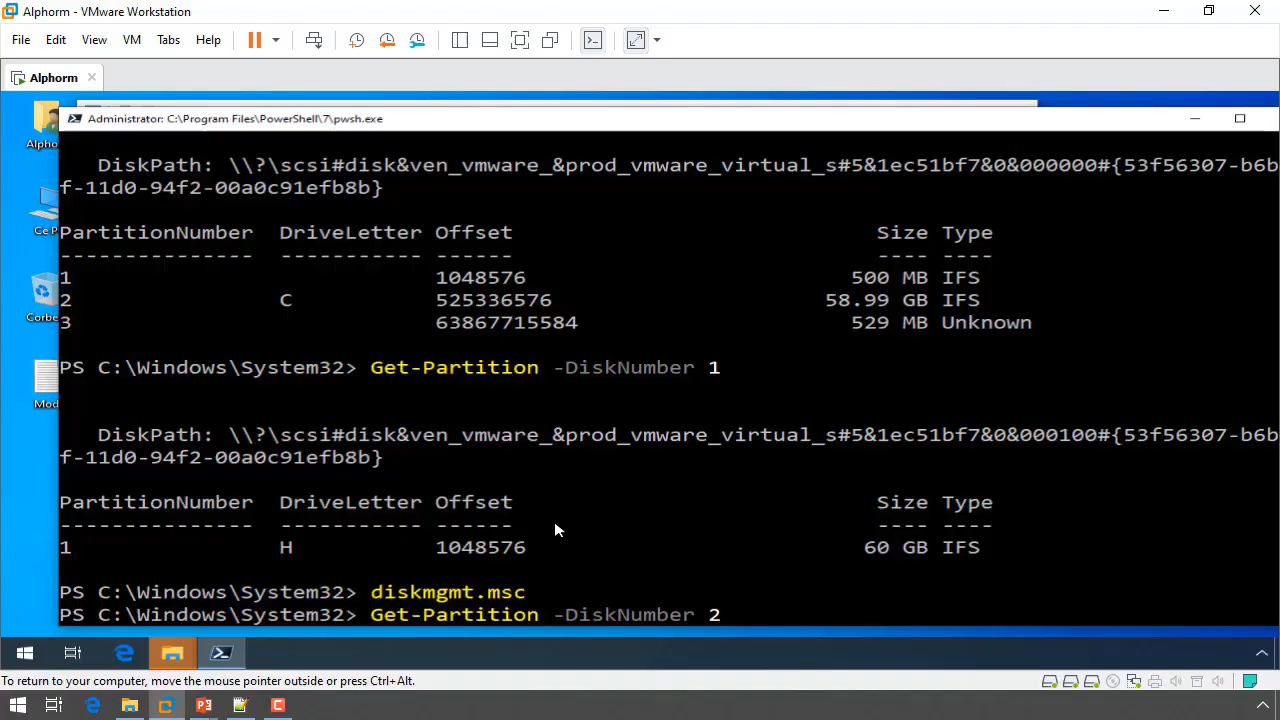 Alphorm - VMware Workstation
File Edit View VM Tabs Help
Alphorm
Administrator: C:\Program Files\PowerShell\7\pwsh.exe
Alpho
Ce P
Corbe
Mod
DiskPath: \\?\scsi#disk&ven_vmware_&prod_vmware_virtual_s#5&1ec51bf7&0&000000#{53f56307-b6b
f-11d0-94f2-00a0c91efb8b}
PartitionNumber DriveLetter Offset Size Type
--------------- ----------- ------ ---- ----
1 1048576 500 MB IFS
2 C 525336576 58.99 GB IFS
3 63867715584 529 MB Unknown
PS C:\Windows\System32> Get-Partition -DiskNumber 1
DiskPath: \\?\scsi#disk&ven_vmware_&prod_vmware_virtual_s#5&1ec51bf7&0&000100#{53f56307-b6b
f-11d0-94f2-00a0c91efb8b}
PartitionNumber DriveLetter Offset Size Type
--------------- ----------- ------ ---- ----
1 H 1048576 60 GB IFS
PS C:\Windows\System32> diskmgmt.msc
PS C:\Windows\System32> Get-Partition -DiskNumber 2
To return to your computer, move the mouse pointer outside or press Ctrl+Alt.